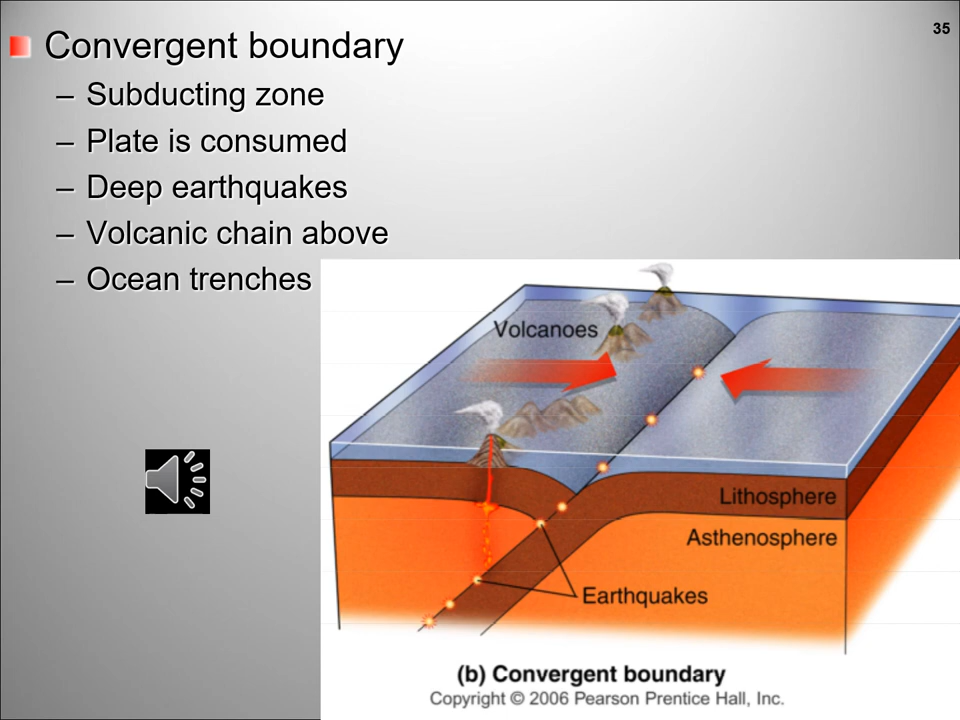 35
Convergent boundary
– Subducting zone
– Plate is consumed
– Deep earthquakes
– Volcanic chain above
– Ocean trenches
Volcanoes
Lithosphere
Asthenosphere
Earthquakes
(b) Convergent boundary
Copyright © 2006 Pearson Prentice Hall, Inc.